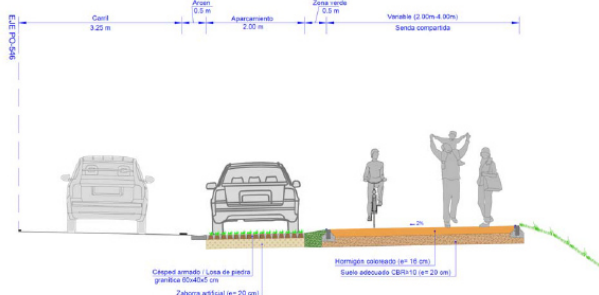 Arcén
0.5 m
Zona verde
0.5 m
Carril
3.25 m
Aparcamiento
2.00 m
Variable (2.00m-4.00m)
Senda compartida
EJE PO-546
2%
Césped armado / Losa de piedra
granítica 60x40x5 cm
Zahorra artificial (e= 20 cm)
Hormigón coloreado (e= 16 cm)
Suelo adecuado CBR>10 (e= 20 cm)